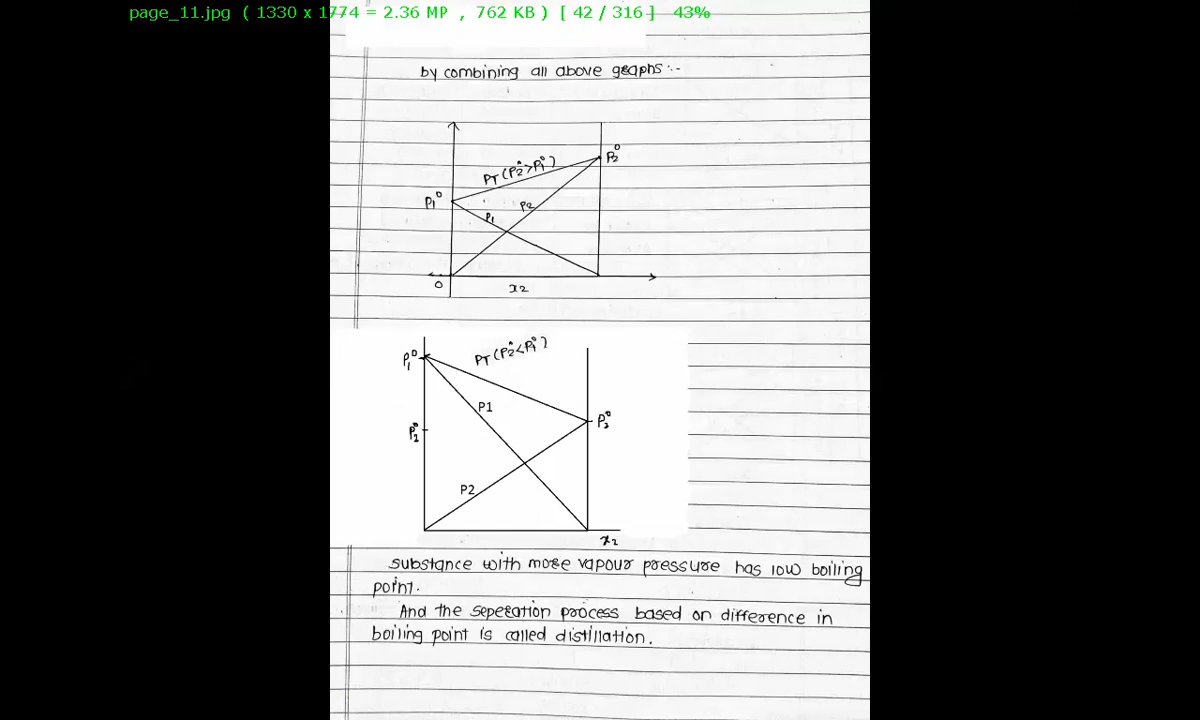 page_11.jpg ( 1330 x 1774 = 2.36 MP , 762 KB ) [ 42 / 316 ] 43%
by combining all above graphs :-
PT (P2° > P1°)
P2°
P1°
P1
P2
O
x2
PT (P2° < P1°)
P1°
P1
P2°
P2°
P2
x2
substance with more vapour pressure has low boiling
point.
And the seperation process based on difference in
boiling point is called distillation.